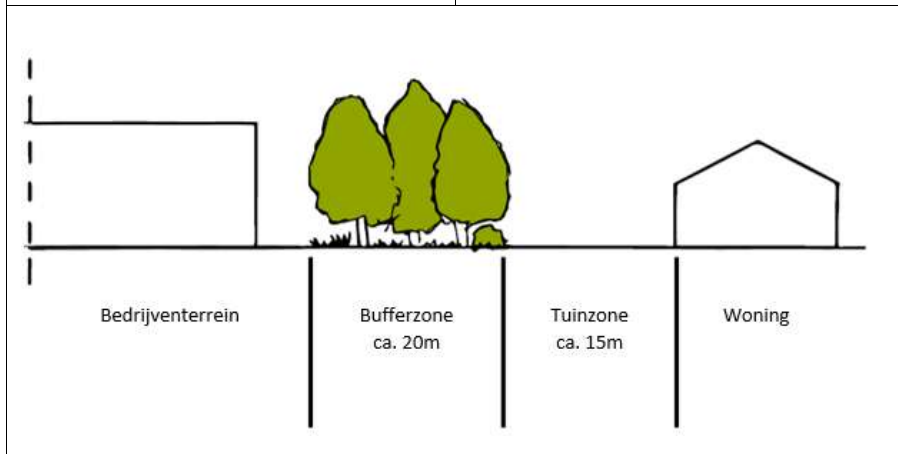 Bedrijventerrein
Bufferzone
ca. 20m
Tuinzone
ca. 15m
Woning